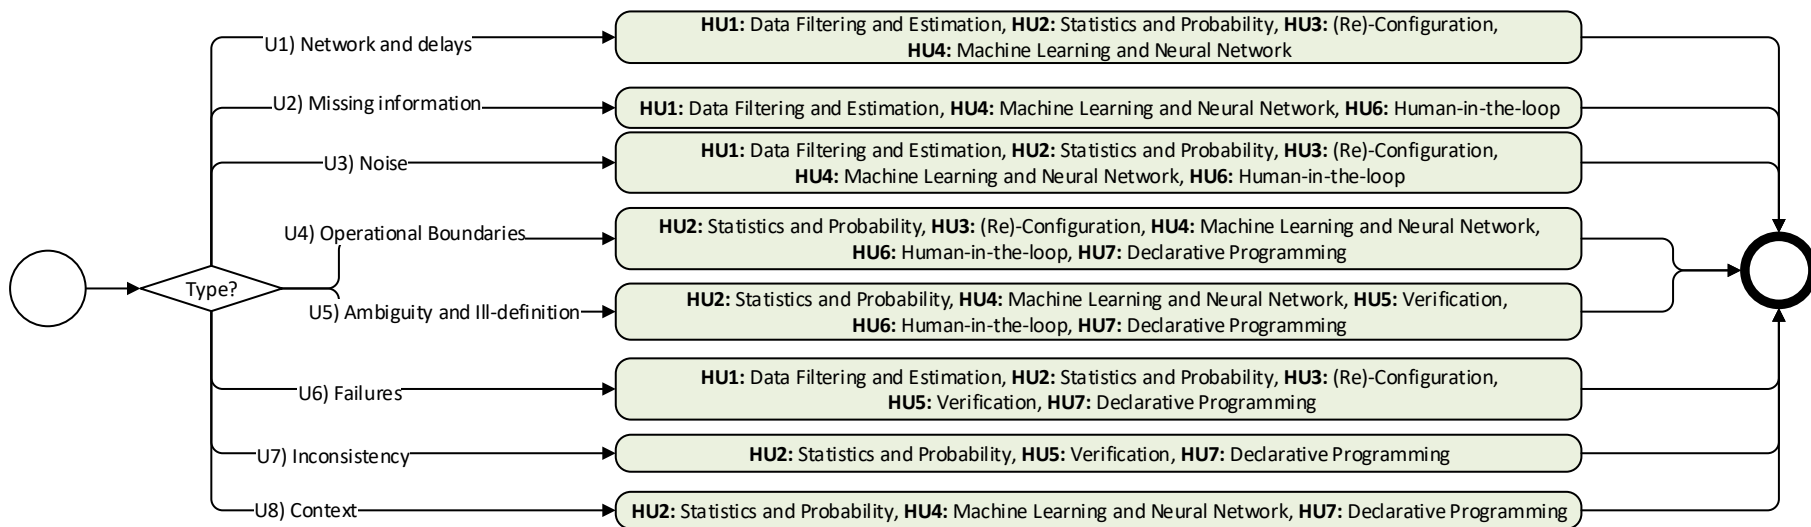 U1) Network and delays
HU1: Data Filtering and Estimation, HU2: Statistics and Probability, HU3: (Re)-Configuration,
HU4: Machine Learning and Neural Network
U2) Missing information
HU1: Data Filtering and Estimation, HU4: Machine Learning and Neural Network, HU6: Human-in-the-loop
U3) Noise
HU1: Data Filtering and Estimation, HU2: Statistics and Probability, HU3: (Re)-Configuration,
HU4: Machine Learning and Neural Network, HU6: Human-in-the-loop
U4) Operational Boundaries
HU2: Statistics and Probability, HU3: (Re)-Configuration, HU4: Machine Learning and Neural Network,
HU6: Human-in-the-loop, HU7: Declarative Programming
Type?
U5) Ambiguity and Ill-definition
HU2: Statistics and Probability, HU4: Machine Learning and Neural Network, HU5: Verification,
HU6: Human-in-the-loop, HU7: Declarative Programming
U6) Failures
HU1: Data Filtering and Estimation, HU2: Statistics and Probability, HU3: (Re)-Configuration,
HU5: Verification, HU7: Declarative Programming
U7) Inconsistency
HU2: Statistics and Probability, HU5: Verification, HU7: Declarative Programming
U8) Context
HU2: Statistics and Probability, HU4: Machine Learning and Neural Network, HU7: Declarative Programming